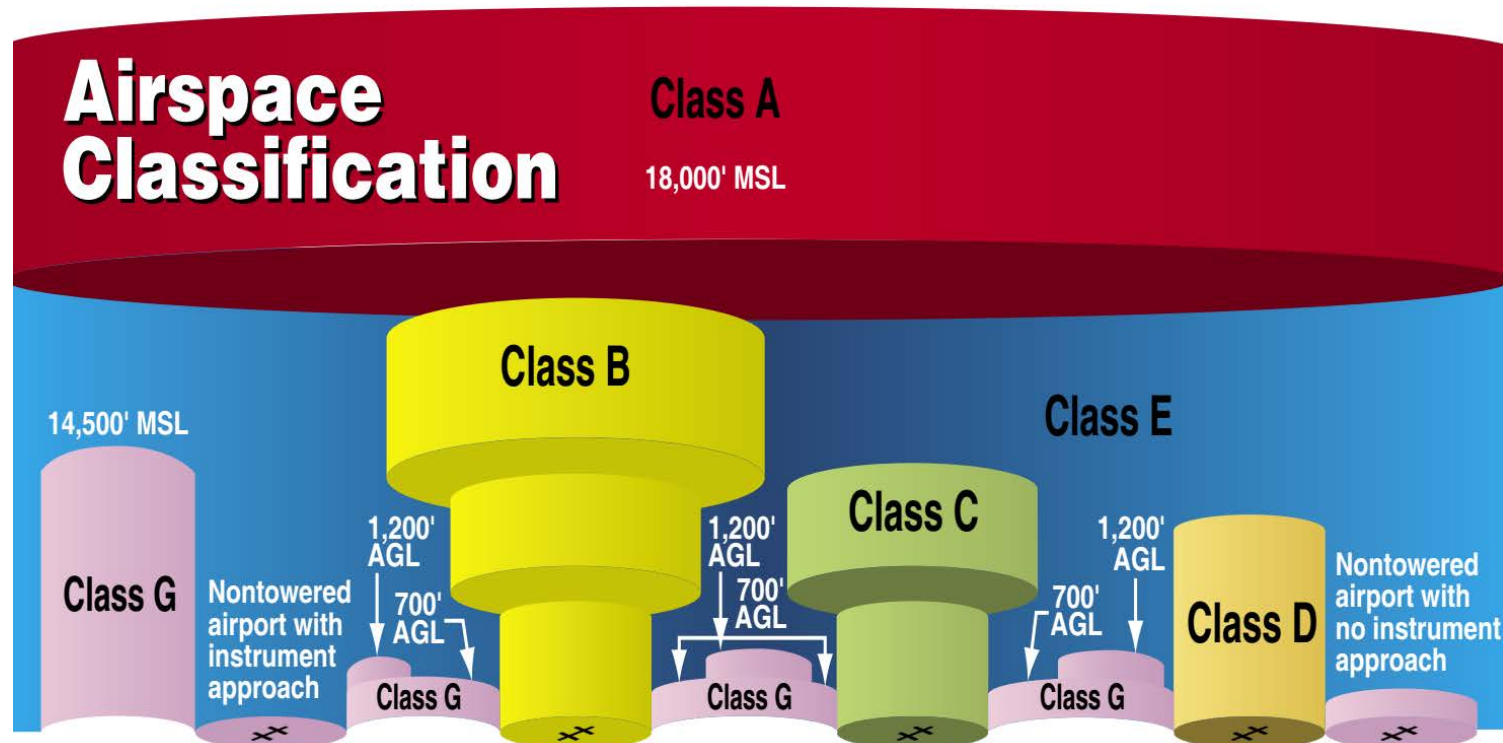 Airspace
Classification
Class A
18,000' MSL
Class B
Class E
14,500' MSL
Class C
1,200'
AGL
1,200'
AGL
1,200'
AGL
Class G
Nontowered
airport with
instrument
approach
700'
AGL
700'
AGL
700'
AGL
Class D
Nontowered
airport with
no instrument
approach
Class G
Class G
Class G